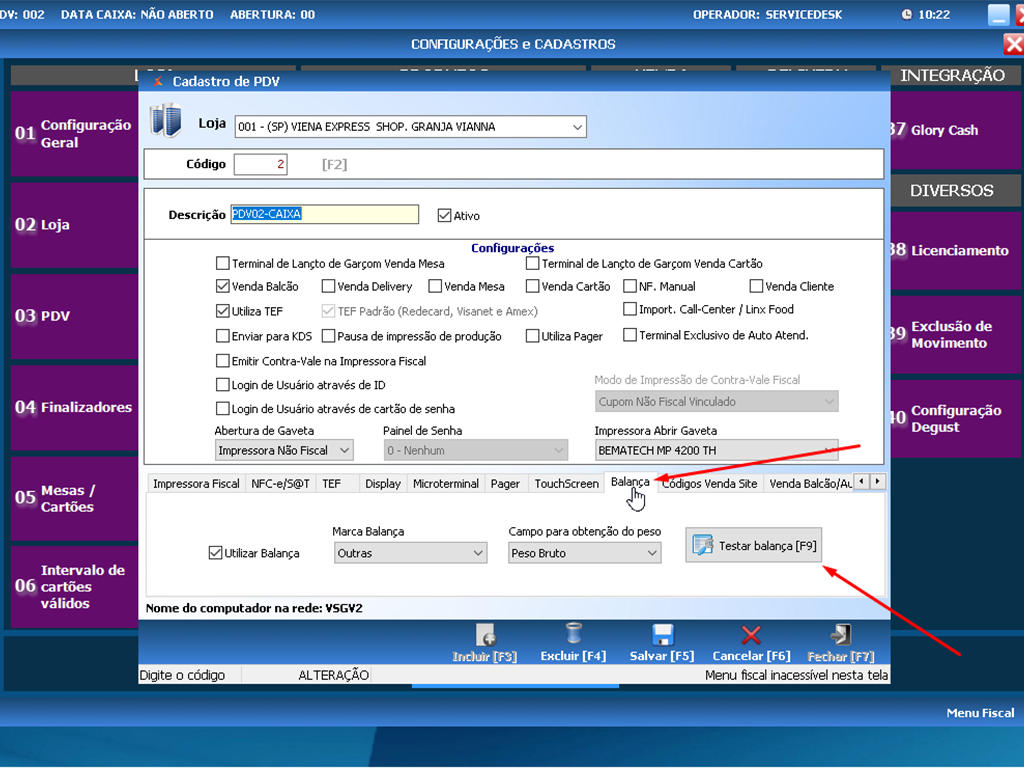 DV: 002 DATA CAIXA: NÃO ABERTO ABERTURA: 00 OPERADOR: SERVICEDESK 10:22
CONFIGURAÇÕES e CADASTROS
INTEGRAÇÃO
Cadastro de PDV
01 Configuração Geral
02 Loja
03 PDV
04 Finalizadores
05 Mesas / Cartões
06 Intervalo de cartões válidos
Loja 001 - (SP) VIENA EXPRESS SHOP. GRANJA VIANNA
Código 2 [F2]
Descrição PDV02-CAIXA Ativo
Configurações
Terminal de Lançto de Garçom Venda Mesa Terminal de Lançto de Garçom Venda Cartão
Venda Balcão Venda Delivery Venda Mesa Venda Cartão NF. Manual Venda Cliente
Utiliza TEF TEF Padrão (Redecard, Visanet e Amex) Import. Call-Center / Linx Food
Enviar para KDS Pausa de impressão de produção Utiliza Pager Terminal Exclusivo de Auto Atend.
Emitir Contra-Vale na Impressora Fiscal
Login de Usuário através de ID Modo de Impressão de Contra-Vale Fiscal
Cupom Não Fiscal Vinculado
Login de Usuário através de cartão de senha
Abertura de Gaveta Painel de Senha Impressora Abrir Gaveta
Impressora Não Fiscal 0 - Nenhum BEMATECH MP 4200 TH
Impressora Fiscal NFC-e/S@T TEF Display Microterminal Pager TouchScreen Balança Códigos Venda Site Venda Balcão/Au
Marca Balança Campo para obtenção do peso
Utilizar Balança Outras Peso Bruto Testar balança [F9]
Nome do computador na rede: VSGV2
Incluir [F3] Excluir [F4] Salvar [F5] Cancelar [F6] Fechar [F7]
Digite o código ALTERAÇÃO Menu fiscal inacessível nesta tela
37 Glory Cash
DIVERSOS
38 Licenciamento
39 Exclusão de Movimento
40 Configuração Degust
Menu Fiscal